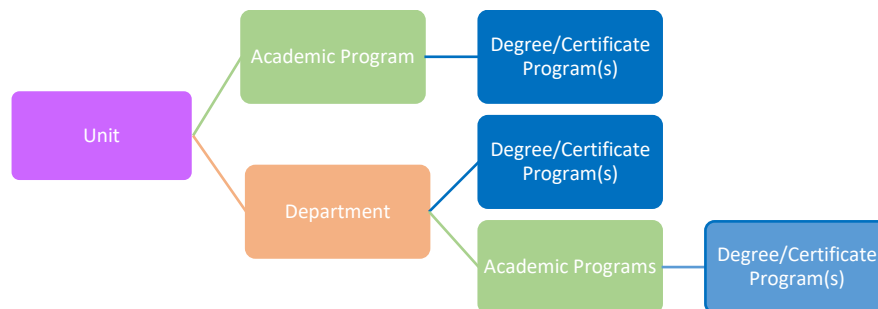 Academic Program
Degree/Certificate
Program(s)
Unit
Degree/Certificate
Program(s)
Department
Academic Programs
Degree/Certificate
Program(s)